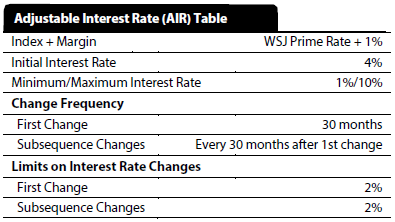 Adjustable Interest Rate (AIR) Table
Index + Margin WSJ Prime Rate + 1%
Initial Interest Rate 4%
Minimum/Maximum Interest Rate 1%/10%
Change Frequency
First Change 30 months
Subsequence Changes Every 30 months after 1st change
Limits on Interest Rate Changes
First Change 2%
Subsequency Changes 2%